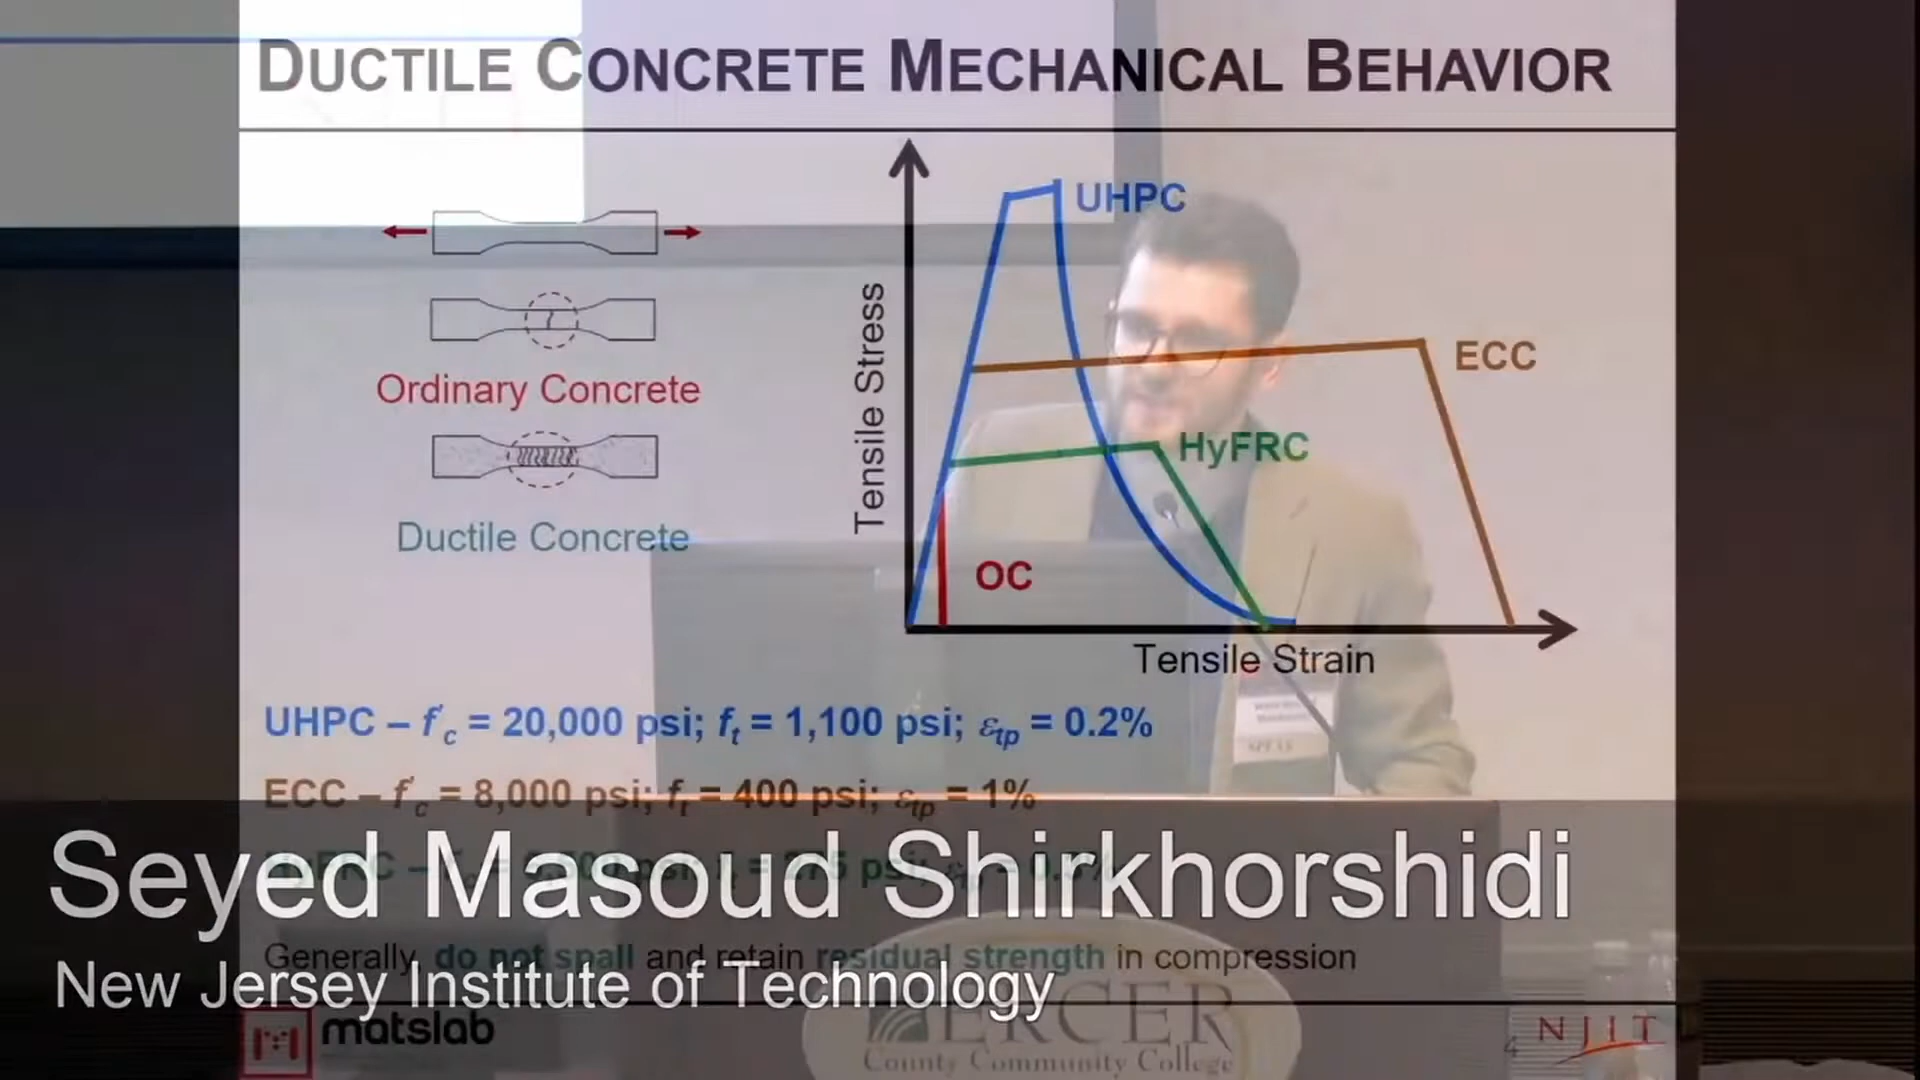 DUCTILE CONCRETE MECHANICAL BEHAVIOR
UHPC
ECC
HyFRC
OC
Tensile Stress
Tensile Strain
Ordinary Concrete
Ductile Concrete
UHPC – f'c = 20,000 psi; ft = 1,100 psi; εtp = 0.2%
ECC – f'c = 8,000 psi; ft = 400 psi; εtp = 1%
Seyed Masoud Shirkhorshidi
Generally, do not spall and retain residual strength in compression
New Jersey Institute of Technology
matslab
MERCER
County Community College
4
NJIT